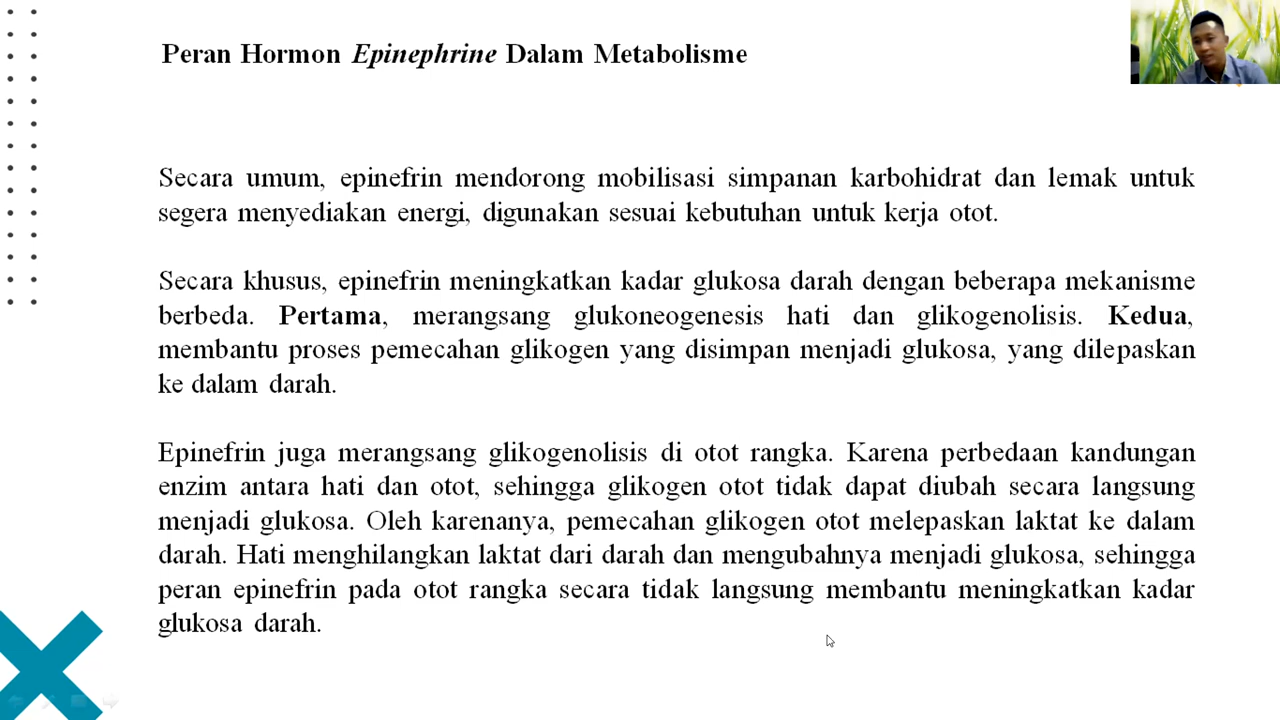 Peran Hormon Epinephrine Dalam Metabolisme
Secara umum, epinefrin mendorong mobilisasi simpanan karbohidrat dan lemak untuk
segera menyediakan energi, digunakan sesuai kebutuhan untuk kerja otot.
Secara khusus, epinefrin meningkatkan kadar glukosa darah dengan beberapa mekanisme
berbeda. Pertama, merangsang glukoneogenesis hati dan glikogenolisis. Kedua,
membantu proses pemecahan glikogen yang disimpan menjadi glukosa, yang dilepaskan
ke dalam darah.
Epinefrin juga merangsang glikogenolisis di otot rangka. Karena perbedaan kandungan
enzim antara hati dan otot, sehingga glikogen otot tidak dapat diubah secara langsung
menjadi glukosa. Oleh karenanya, pemecahan glikogen otot melepaskan laktat ke dalam
darah. Hati menghilangkan laktat dari darah dan mengubahnya menjadi glukosa, sehingga
peran epinefrin pada otot rangka secara tidak langsung membantu meningkatkan kadar
glukosa darah.